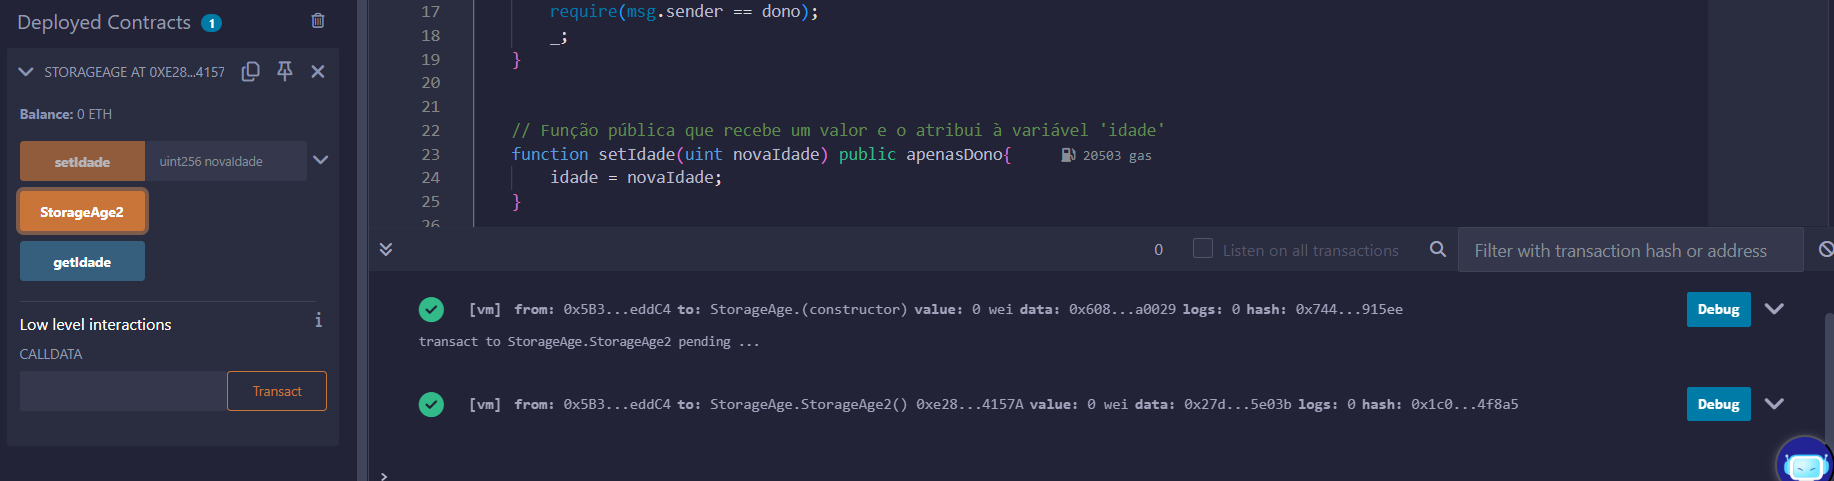 Deployed Contracts 1
STORAGEAGE AT 0XE28...4157
Balance: 0 ETH
setIdade uint256 novaIdade
StorageAge2
getIdade
Low level interactions i
CALLDATA
Transact
17 require(msg.sender == dono);
18 _;
19 }
20
21
22 // Função pública que recebe um valor e o atribui à variável 'idade'
23 function setIdade(uint novaIdade) public apenasDono{ 20503 gas
24 idade = novaIdade;
25 }
26
0 Listen on all transactions Filter with transaction hash or address
[vm] from: 0x5B3...eddC4 to: StorageAge.(constructor) value: 0 wei data: 0x608...a0029 logs: 0 hash: 0x744...915ee Debug
transact to StorageAge.StorageAge2 pending ...
[vm] from: 0x5B3...eddC4 to: StorageAge.StorageAge2() 0xe28...4157A value: 0 wei data: 0x27d...5e03b logs: 0 hash: 0x1c0...4f8a5 Debug
>